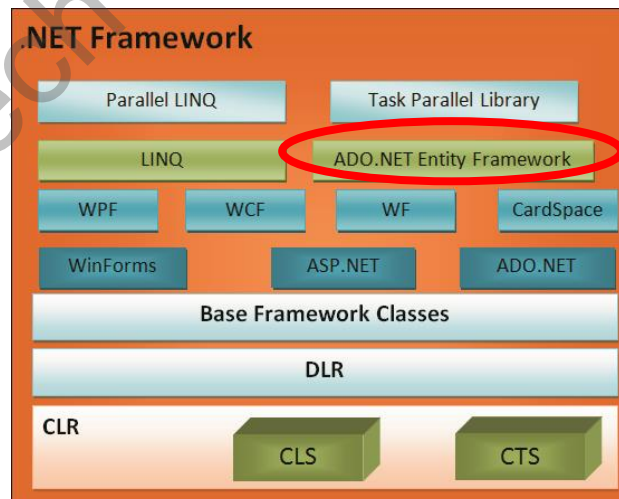 .NET Framework
Parallel LINQ
Task Parallel Library
LINQ
ADO.NET Entity Framework
WPF
WCF
WF
CardSpace
WinForms
ASP.NET
ADO.NET
Base Framework Classes
DLR
CLR
CLS
CTS